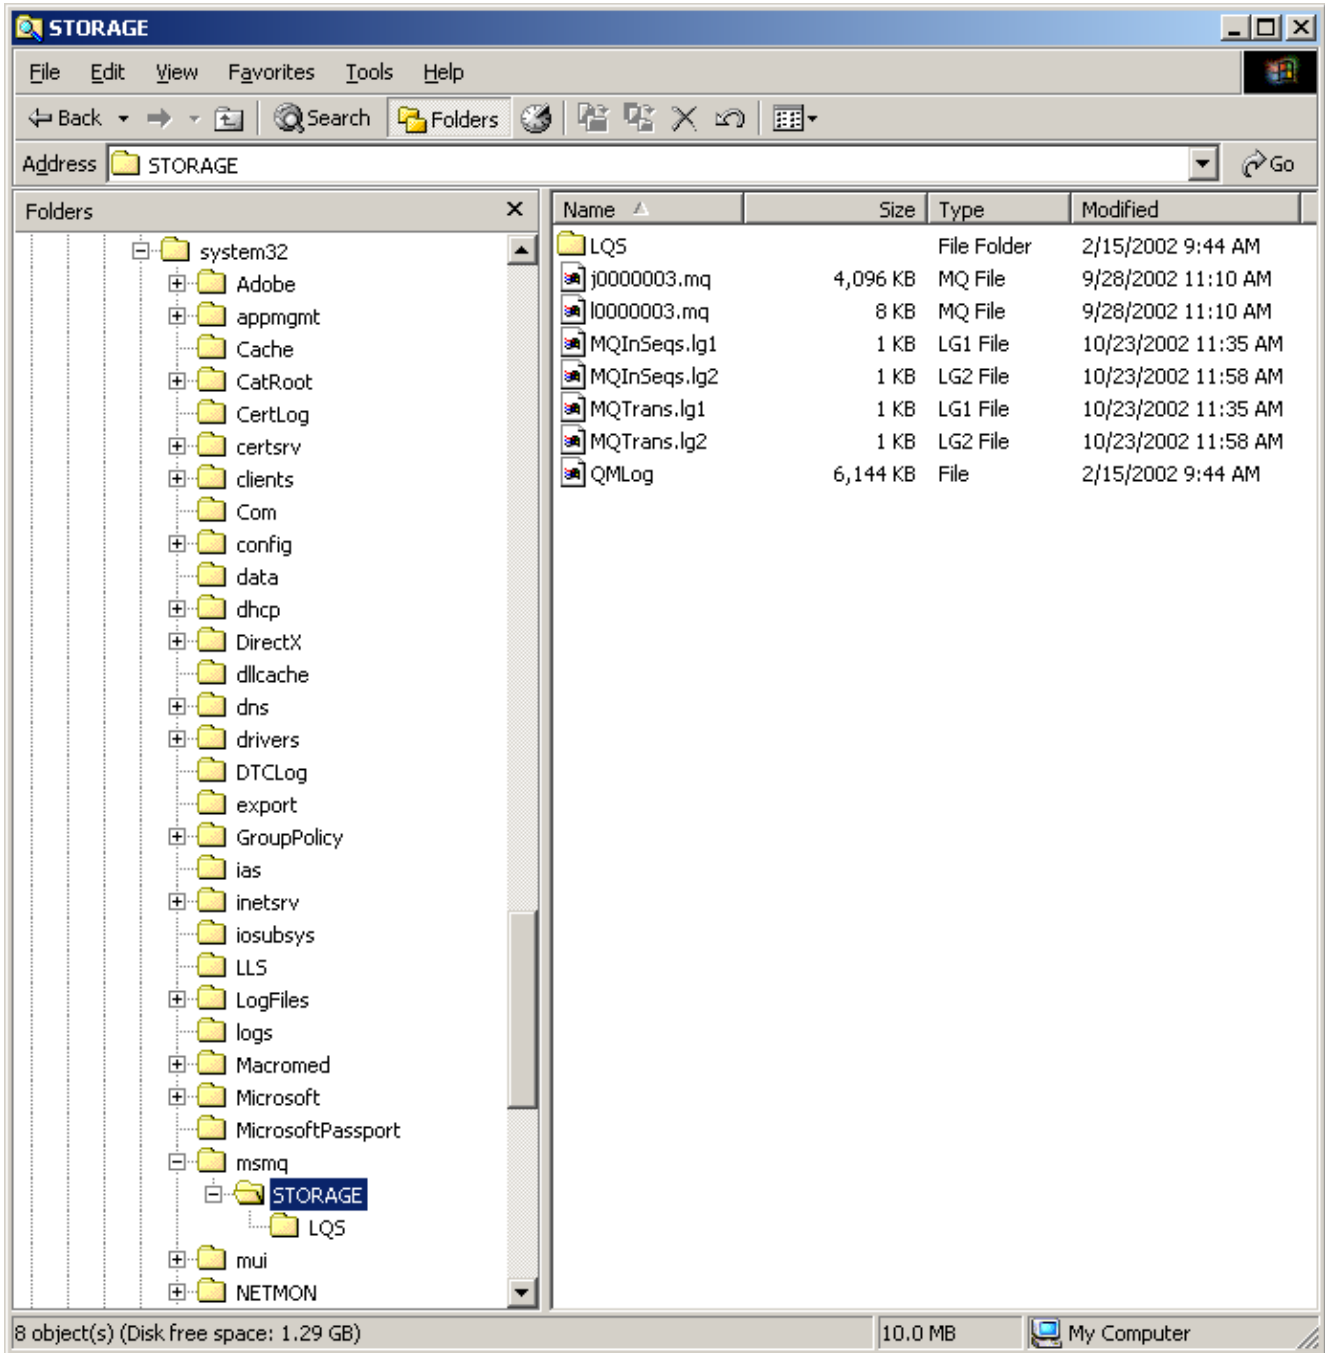 STORAGE
File Edit View Favorites Tools Help
Back Search Folders
Address STORAGE Go
Folders
system32
Adobe
appmgmt
Cache
CatRoot
CertLog
certsrv
clients
Com
config
data
dhcp
DirectX
dllcache
dns
drivers
DTCLog
export
GroupPolicy
ias
inetsrv
iosubsys
LLS
LogFiles
logs
Macromed
Microsoft
MicrosoftPassport
msmq
STORAGE
LQS
mui
NETMON
Name Size Type Modified
LQS File Folder 2/15/2002 9:44 AM
j0000003.mq 4,096 KB MQ File 9/28/2002 11:10 AM
l0000003.mq 8 KB MQ File 9/28/2002 11:10 AM
MQInSeqs.lg1 1 KB LG1 File 10/23/2002 11:35 AM
MQInSeqs.lg2 1 KB LG2 File 10/23/2002 11:58 AM
MQTrans.lg1 1 KB LG1 File 10/23/2002 11:35 AM
MQTrans.lg2 1 KB LG2 File 10/23/2002 11:58 AM
QMLog 6,144 KB File 2/15/2002 9:44 AM
8 object(s) (Disk free space: 1.29 GB) 10.0 MB My Computer